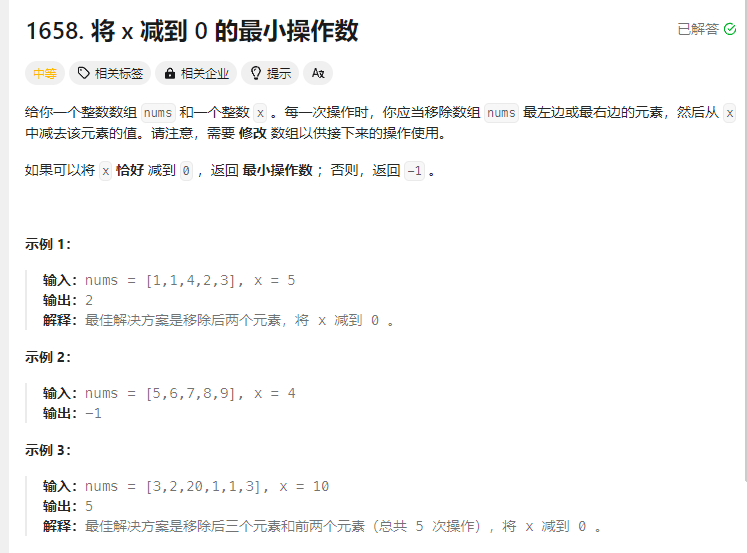 1658. 将 x 减到 0 的最小操作数
已解答
中等 相关标签 相关企业 提示 Aあ
给你一个整数数组 nums 和一个整数 x 。每一次操作时，你应当移除数组 nums 最左边或最右边的元素，然后从 x
中减去该元素的值。请注意，需要 修改 数组以供接下来的操作使用。
如果可以将 x 恰好 减到 0 ，返回 最小操作数 ；否则，返回 -1 。
示例 1：
输入：nums = [1,1,4,2,3], x = 5
输出：2
解释：最佳解决方案是移除后两个元素，将 x 减到 0 。
示例 2：
输入：nums = [5,6,7,8,9], x = 4
输出：-1
示例 3：
输入：nums = [3,2,20,1,1,3], x = 10
输出：5
解释：最佳解决方案是移除后三个元素和前两个元素（总共 5 次操作），将 x 减到 0 。